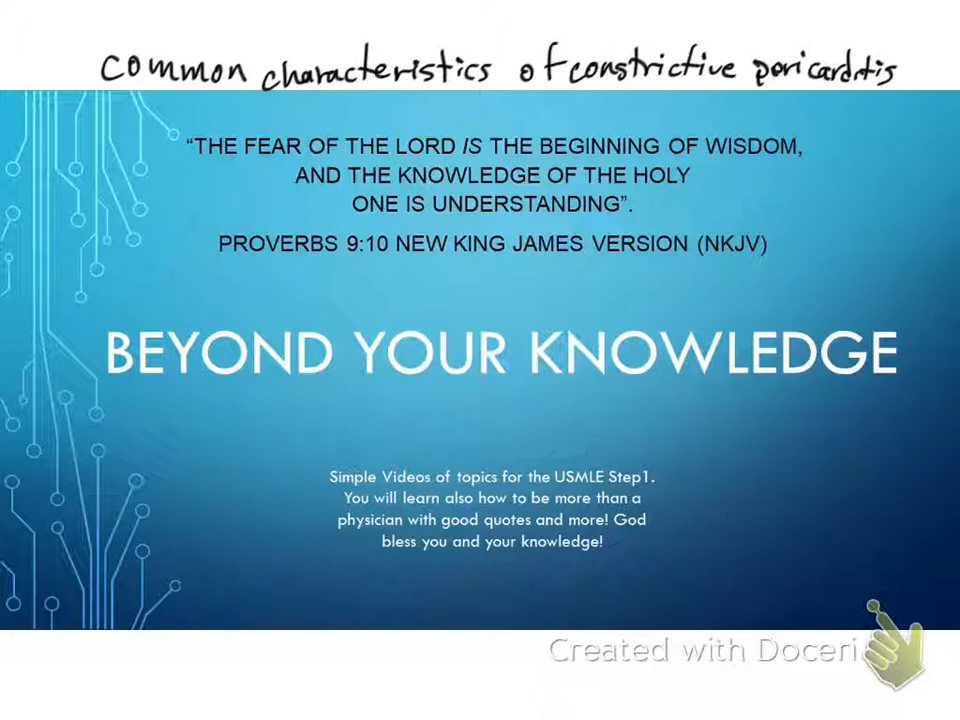 common characteristics of constrictive pericarditis
“THE FEAR OF THE LORD IS THE BEGINNING OF WISDOM,
AND THE KNOWLEDGE OF THE HOLY
ONE IS UNDERSTANDING”.
PROVERBS 9:10 NEW KING JAMES VERSION (NKJV)
BEYOND YOUR KNOWLEDGE
Simple Videos of topics for the USMLE Step1.
You will learn also how to be more than a
physician with good quotes and more! God
bless you and your knowledge!
Created with Doceri